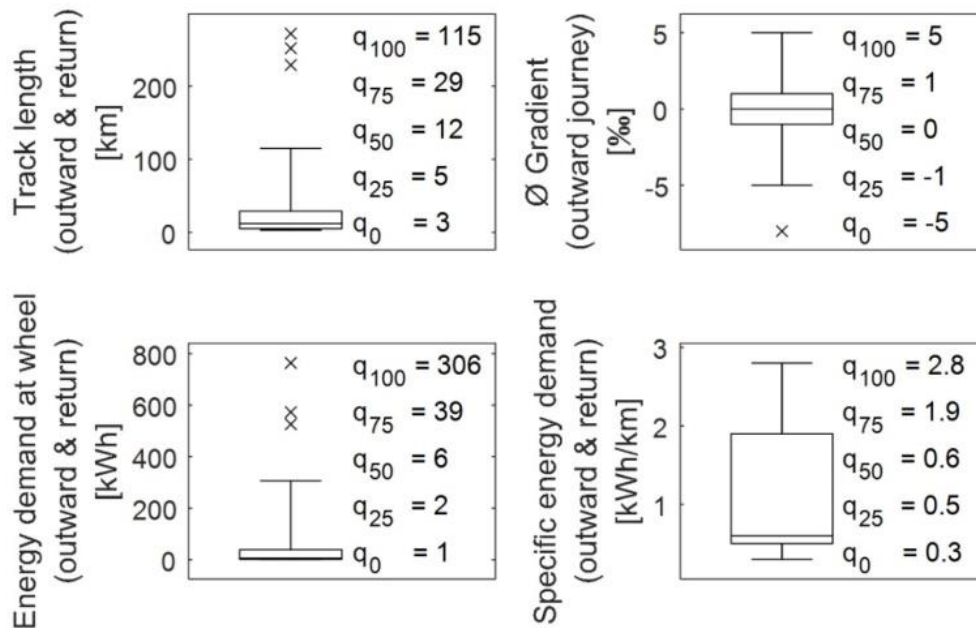 Track length
(outward & return)
[km]
200
100
0
q100 = 115
q75 = 29
q50 = 12
q25 = 5
q0 = 3
Ø Gradient
(outward journey)
[‰]
5
0
-5
q100 = 5
q75 = 1
q50 = 0
q25 = -1
q0 = -5
Energy demand at wheel
(outward & return)
[kWh]
800
600
400
200
0
q100 = 306
q75 = 39
q50 = 6
q25 = 2
q0 = 1
Specific energy demand
(outward & return)
[kWh/km]
3
2
1
q100 = 2.8
q75 = 1.9
q50 = 0.6
q25 = 0.5
q0 = 0.3